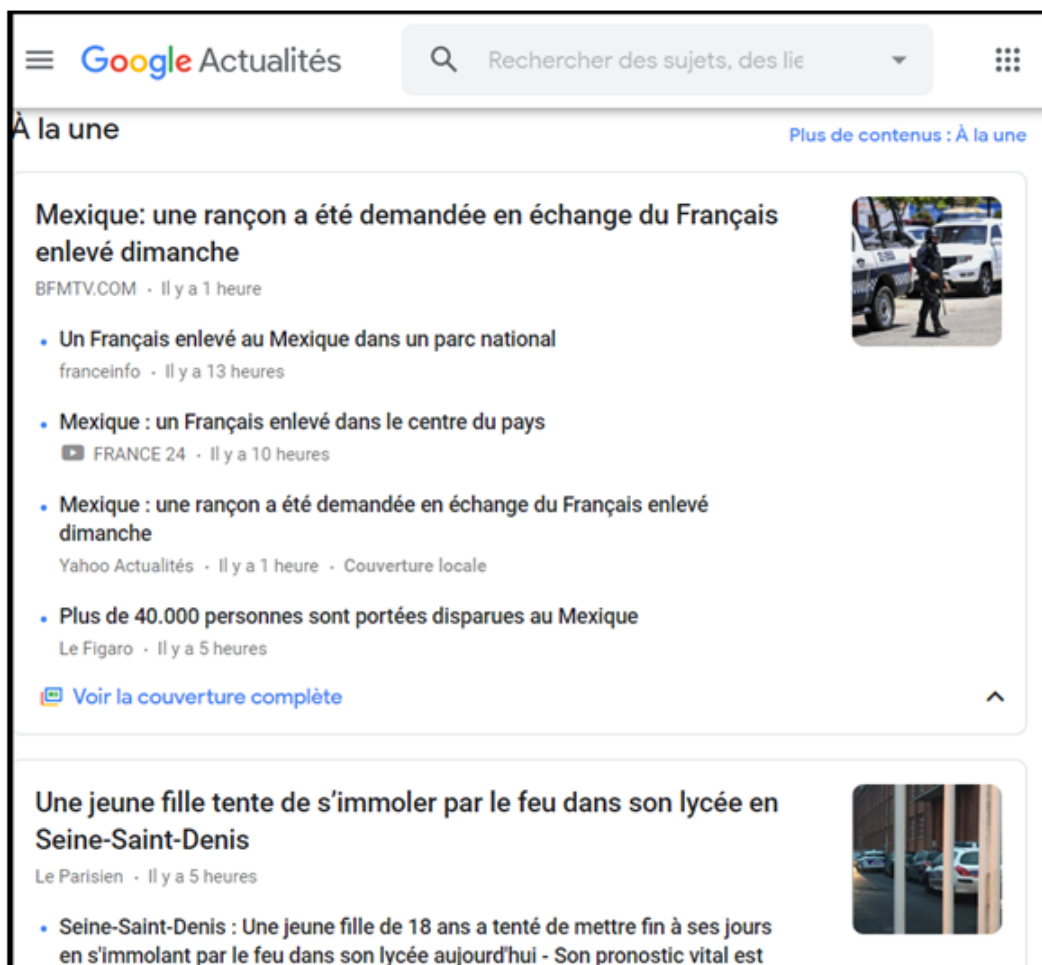 Google Actualités
Rechercher des sujets, des lie
À la une
Plus de contenus : À la une
Mexique: une rançon a été demandée en échange du Français
enlevé dimanche
BFMTV.COM · Il y a 1 heure
Un Français enlevé au Mexique dans un parc national
franceinfo · Il y a 13 heures
Mexique : un Français enlevé dans le centre du pays
FRANCE 24 · Il y a 10 heures
Mexique : une rançon a été demandée en échange du Français enlevé
dimanche
Yahoo Actualités · Il y a 1 heure · Couverture locale
Plus de 40.000 personnes sont portées disparues au Mexique
Le Figaro · Il y a 5 heures
Voir la couverture complète
Une jeune fille tente de s’immoler par le feu dans son lycée en
Seine-Saint-Denis
Le Parisien · Il y a 5 heures
Seine-Saint-Denis : Une jeune fille de 18 ans a tenté de mettre fin à ses jours
en s'immolant par le feu dans son lycée aujourd'hui - Son pronostic vital est